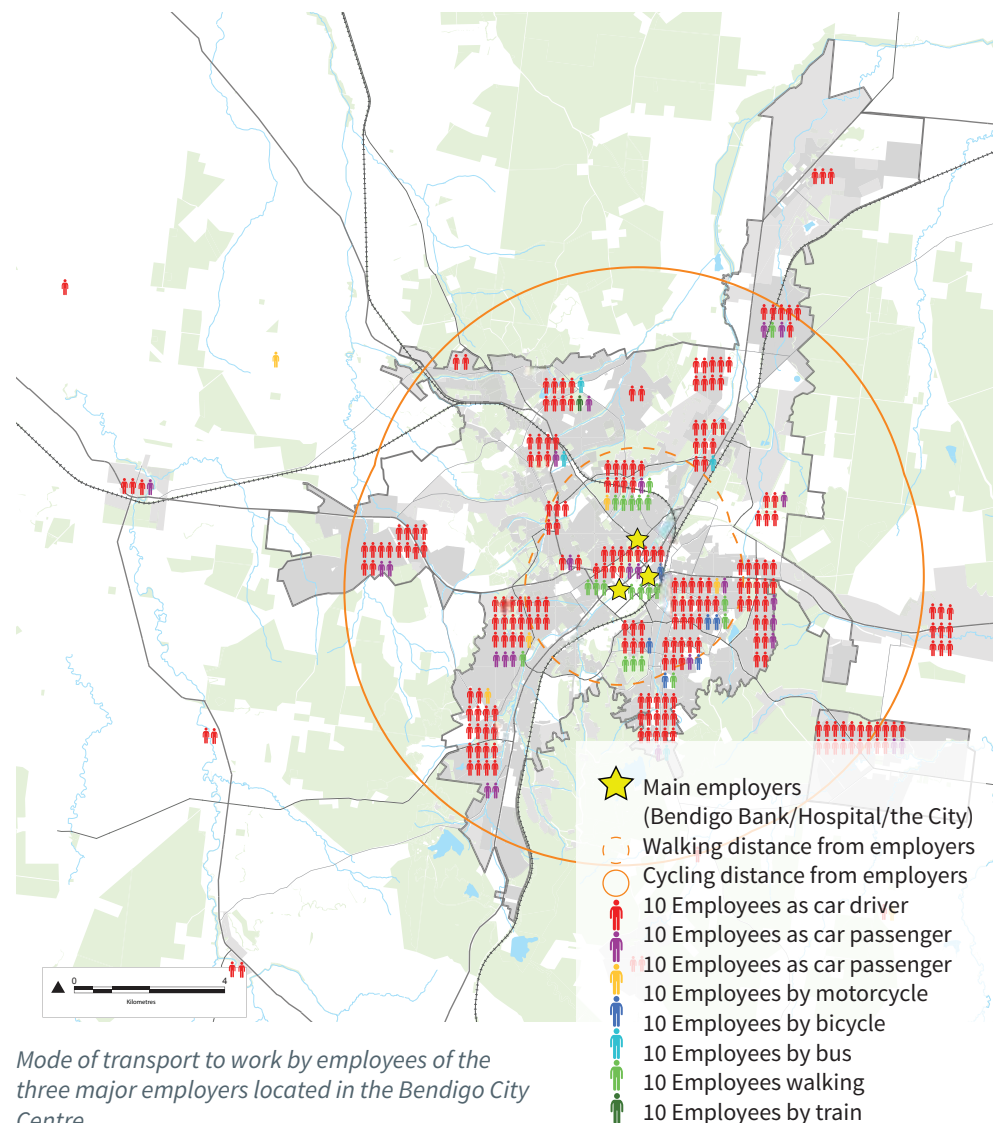 Main employers
(Bendigo Bank/Hospital/the City)
Walking distance from employers
Cycling distance from employers
10 Employees as car driver
10 Employees as car passenger
10 Employees as car passenger
10 Employees by motorcycle
10 Employees by bicycle
10 Employees by bus
10 Employees walking
10 Employees by train
0 4
Kilometres
Mode of transport to work by employees of the
three major employers located in the Bendigo City
Centre